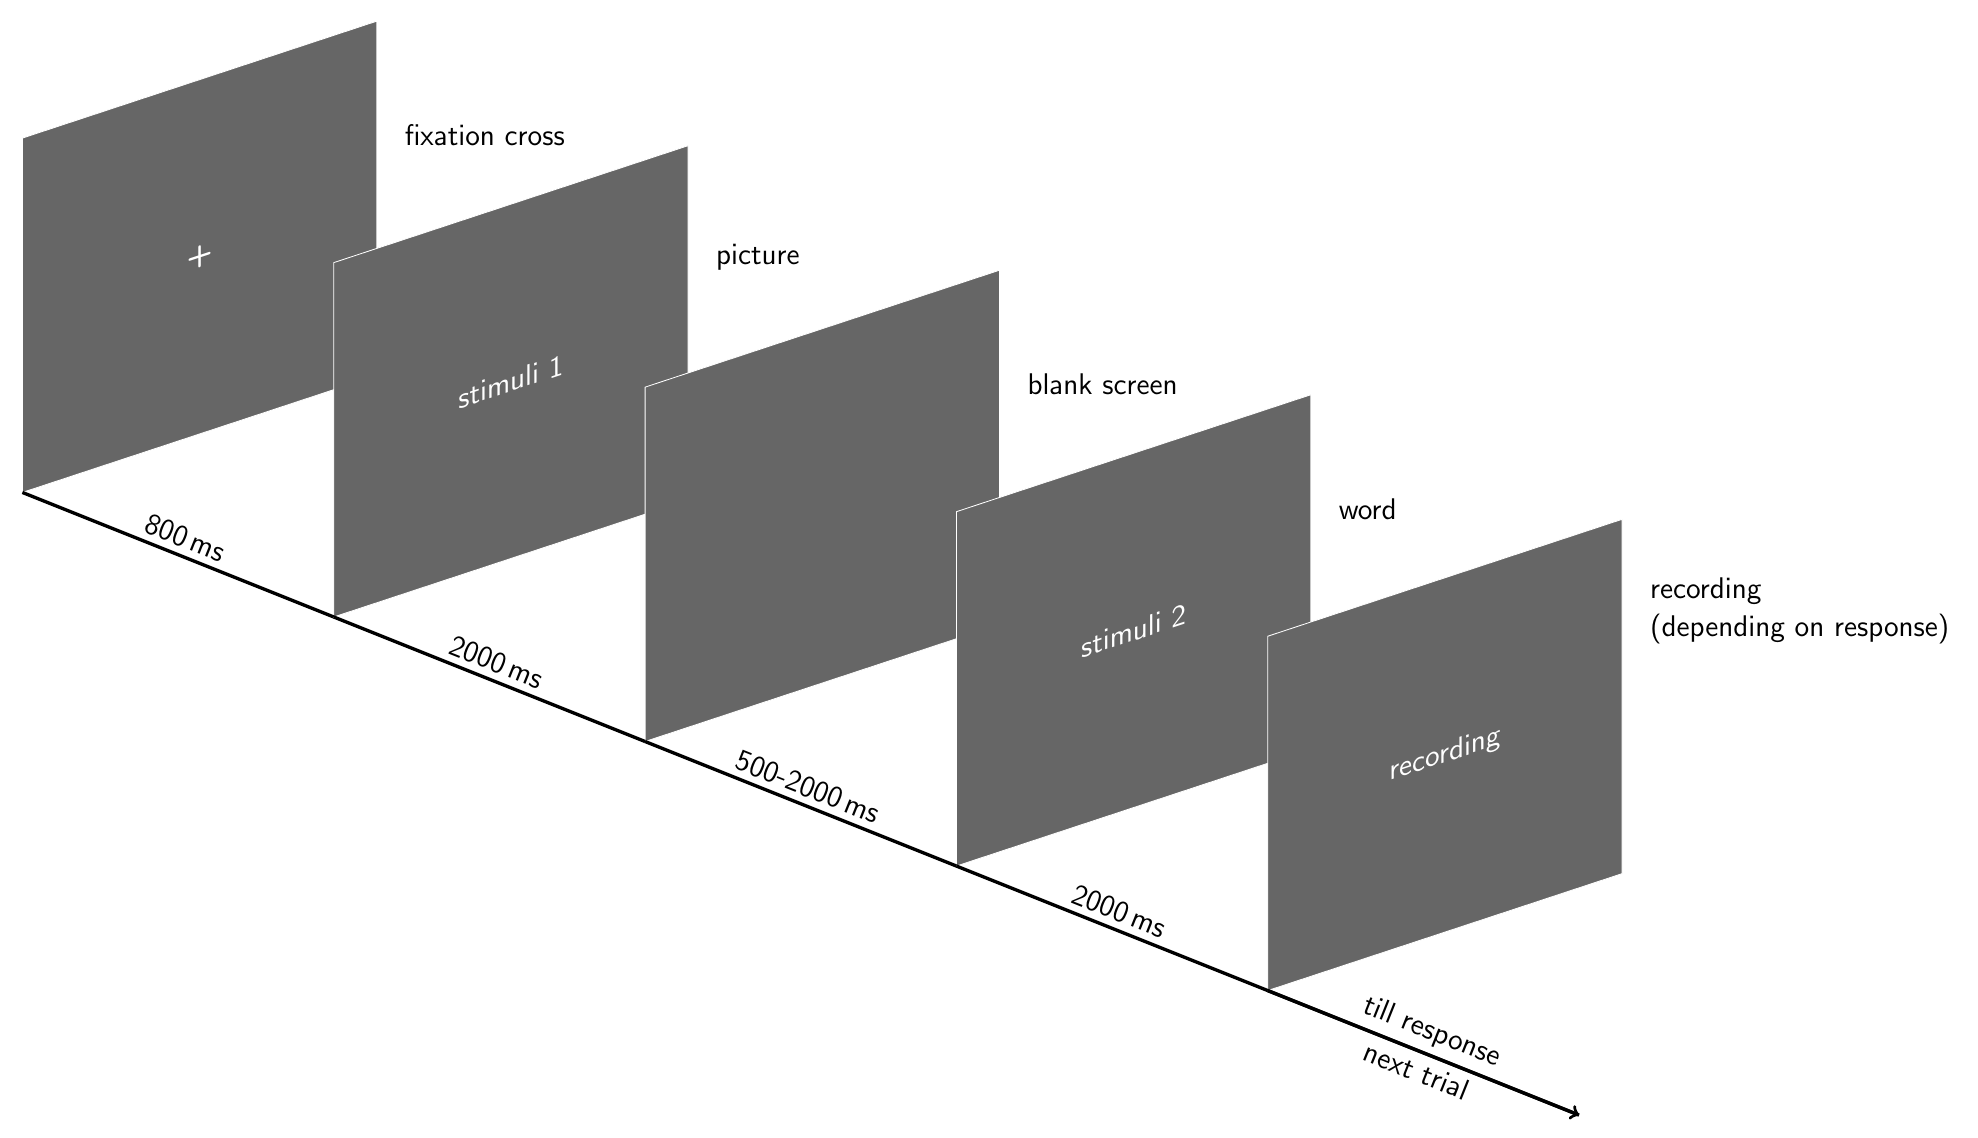 +
fixation cross
800 ms
stimuli 1
picture
2000 ms
blank screen
500-2000 ms
stimuli 2
word
2000 ms
recording
recording
(depending on response)
till response
next trial